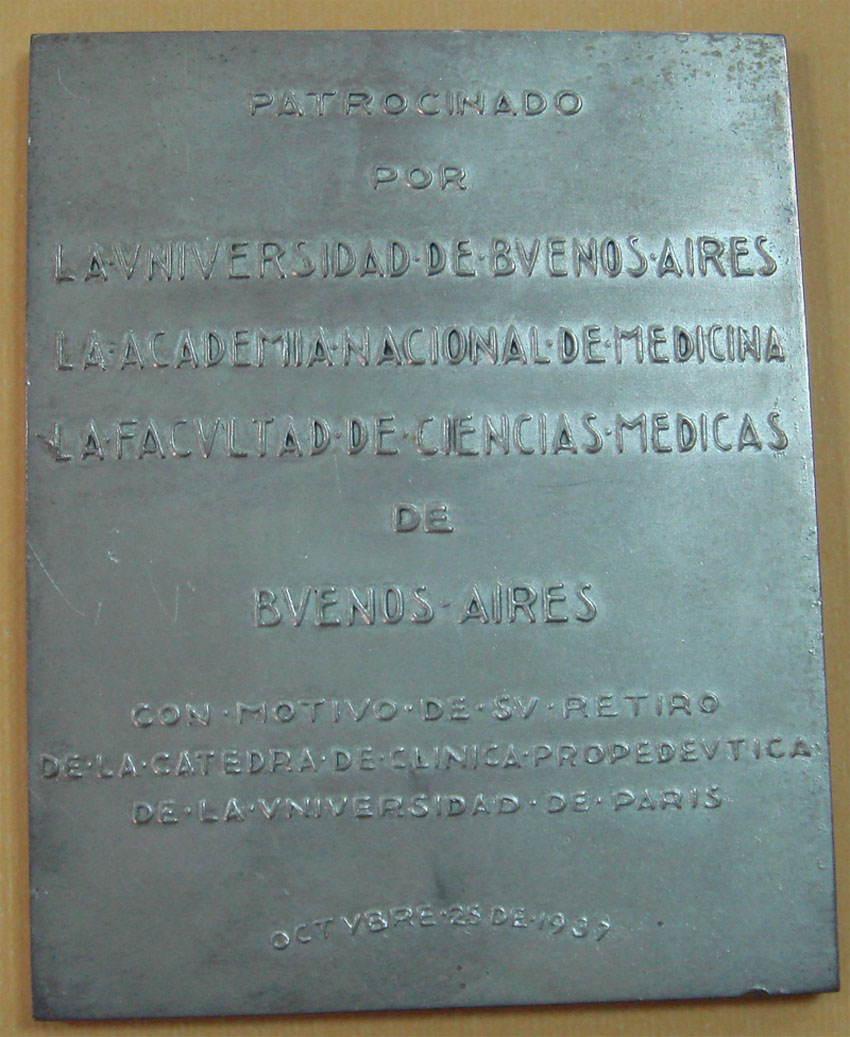 PATROCINADO
POR
LA·VNIVERSIDAD·DE·BVENOS·AIRES
LA·ACADEMIA·NACIONAL·DE·MEDICINA
LA·FACVLTAD·DE·CIENCIAS·MEDICAS
DE
BVENOS·AIRES
CON·MOTIVO·DE·SV·RETIRO
DE·LA·CATEDRA·DE·CLINICA·PROPEDEVTICA·
DE·LA·VNIVERSIDAD·DE·PARIS
OCTVBRE·25 DE·1937